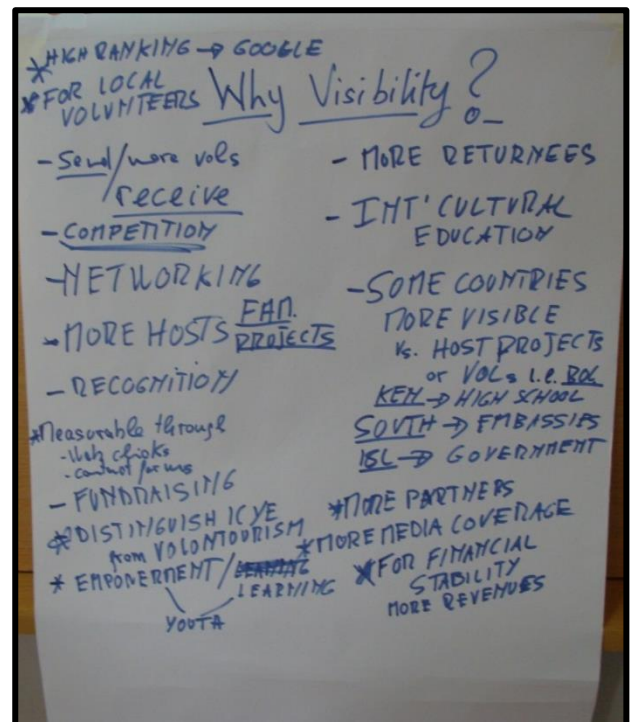 * HIGH RANKING → GOOGLE
* FOR LOCAL
VOLUNTEERS
Why Visibility?
- Send/more vols
/receive
- COMPETITION
- NETWORKING
- MORE HOSTS FAM.
PROJECTS
- RECOGNITION
* Measurable through
- Web clicks
- contact forms
- FUNDRAISING
* DISTINGUISH ICYE
from VOLONTOURISM
* EMPOWERMENT / LEARNING
LEARNING
YOUTH
- MORE RETURNEES
- INT' CULTURAL
EDUCATION
- SOME COUNTRIES
MORE VISIBLE
vs. HOST PROJECTS
or VOLs i.e. BOL
KEN → HIGH SCHOOL
SOUTH → EMBASSIES
ISL → GOVERNMENT
* MORE PARTNERS
* MORE MEDIA COVERAGE
* FOR FINANCIAL
STABILITY
MORE REVENUES